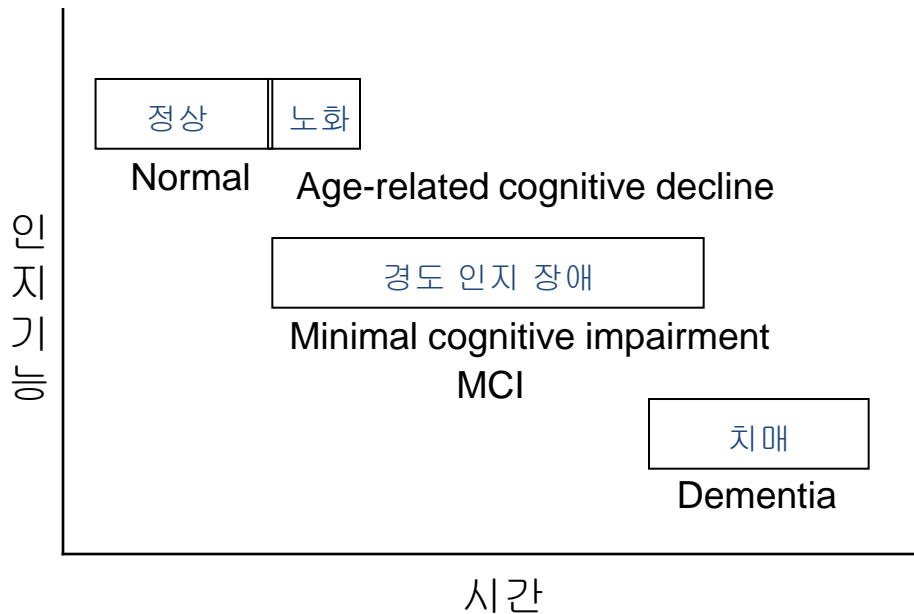 정상
노화
Normal
Age-related cognitive decline
인지기능
경도 인지 장애
Minimal cognitive impairment
MCI
치매
Dementia
시간